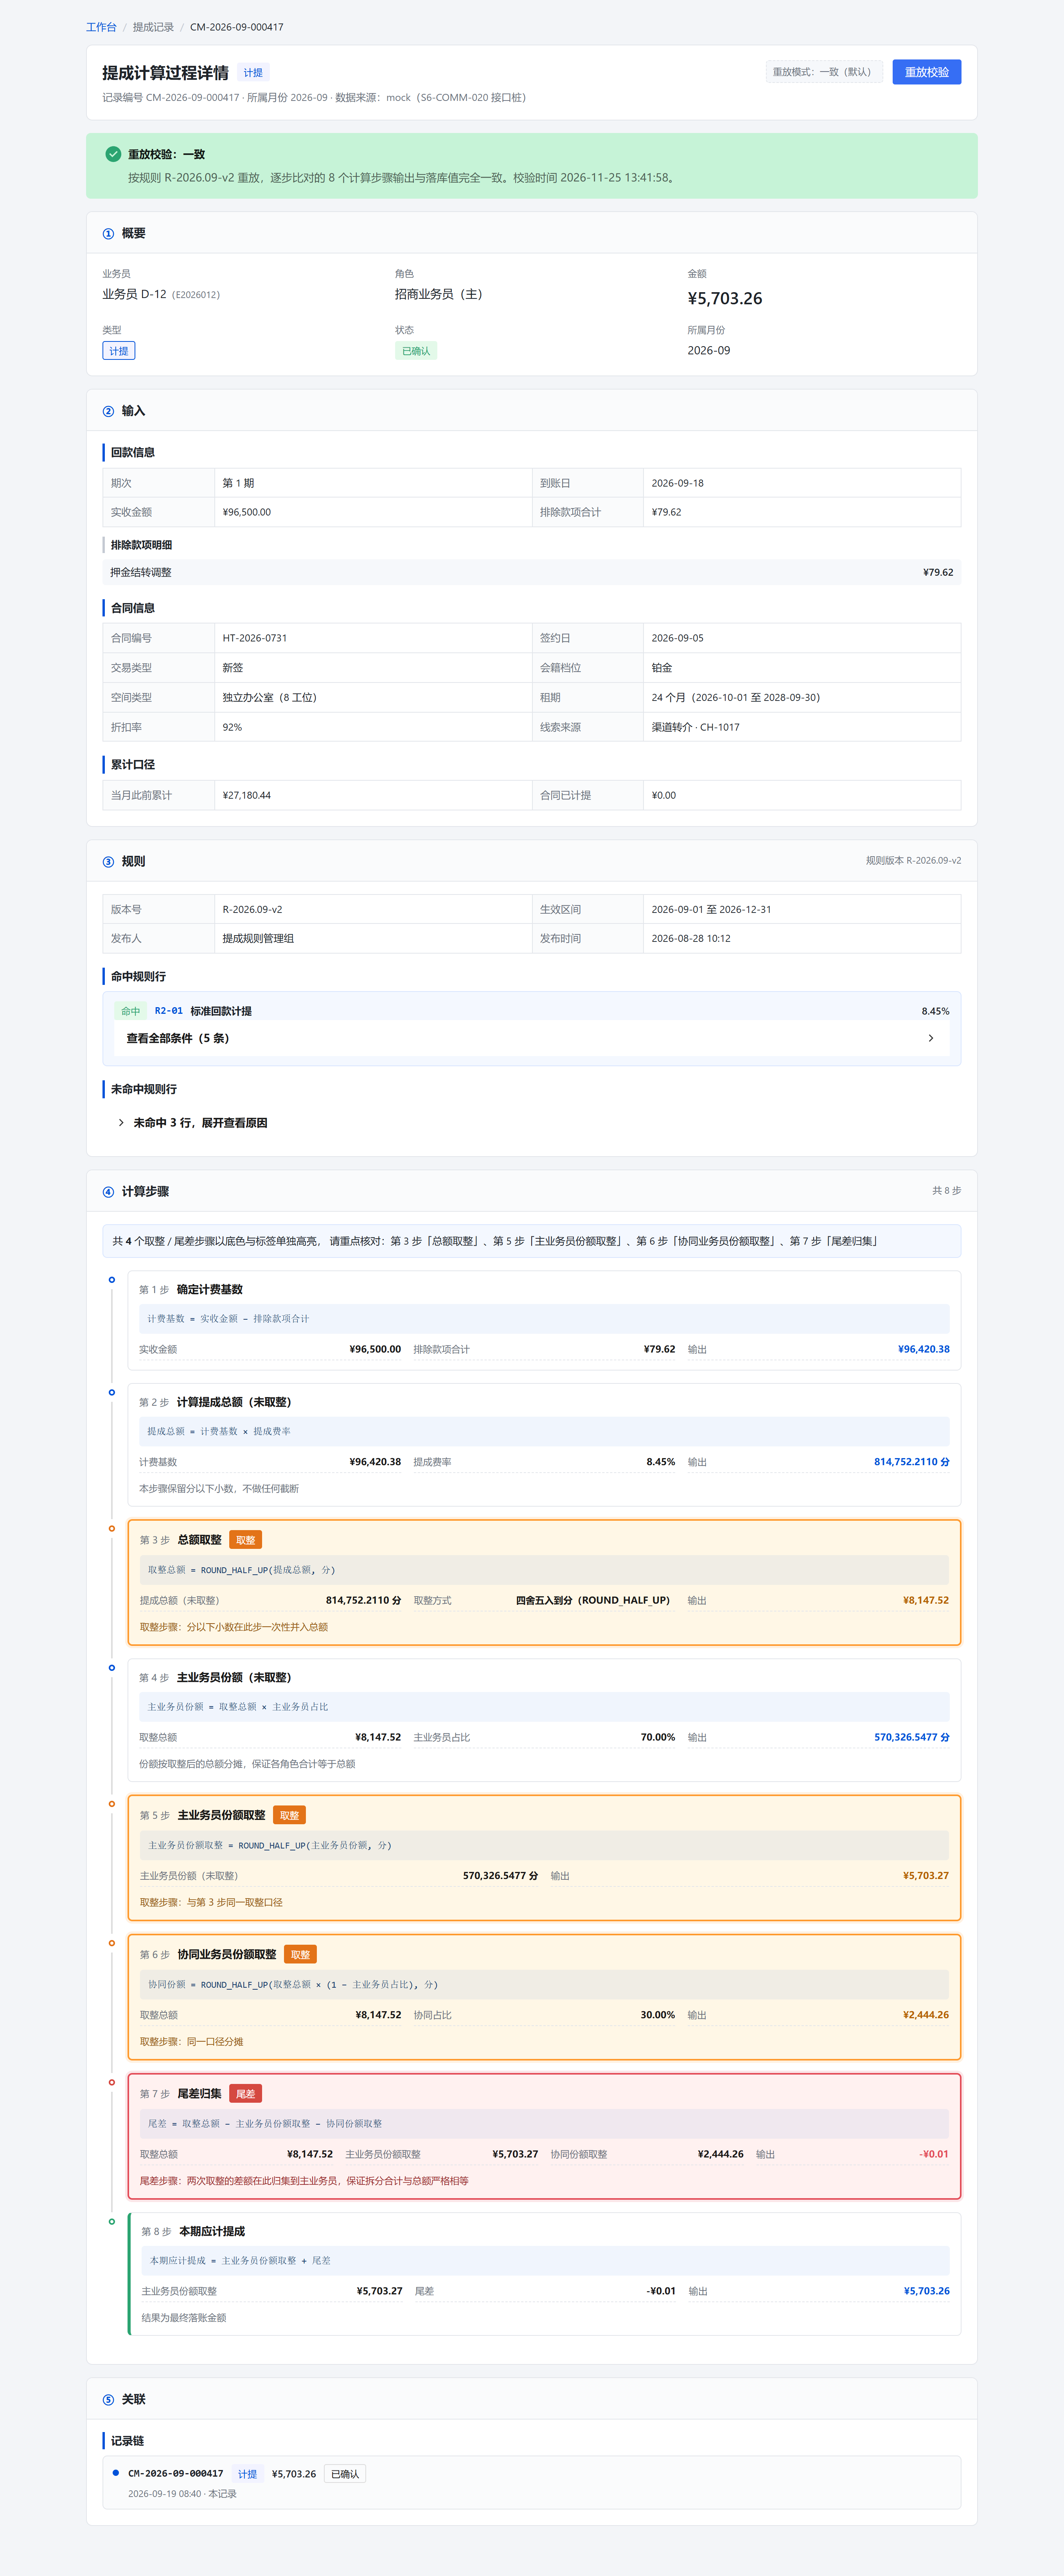 工作台 / 提成记录 / CM-2026-09-000417
提成计算过程详情 计提 重放模式：一致（默认） 重放校验
记录编号 CM-2026-09-000417 · 所属月份 2026-09 · 数据来源：mock（S6-COMM-020 接口桩）
重放校验：一致
按规则 R-2026.09-v2 重放，逐步比对的 8 个计算步骤输出与落库值完全一致。校验时间 2026-11-25 13:41:58。
① 概要
业务员 角色 金额
业务员 D-12（E2026012） 招商业务员（主） ¥5,703.26
类型 状态 所属月份
计提 已确认 2026-09
② 输入
回款信息
期次 第 1 期 到账日 2026-09-18
实收金额 ¥96,500.00 排除款项合计 ¥79.62
排除款项明细
押金结转调整 ¥79.62
合同信息
合同编号 HT-2026-0731 签约日 2026-09-05
交易类型 新签 会籍档位 铂金
空间类型 独立办公室（8 工位） 租期 24 个月（2026-10-01 至 2028-09-30）
折扣率 92% 线索来源 渠道转介 · CH-1017
累计口径
当月此前累计 ¥27,180.44 合同已计提 ¥0.00
③ 规则 规则版本 R-2026.09-v2
版本号 R-2026.09-v2 生效区间 2026-09-01 至 2026-12-31
发布人 提成规则管理组 发布时间 2026-08-28 10:12
命中规则行
命中 R2-01 标准回款计提 8.45%
查看全部条件（5 条）
未命中规则行
未命中 3 行，展开查看原因
④ 计算步骤 共 8 步
共 4 个取整 / 尾差步骤以底色与标签单独高亮， 请重点核对：第 3 步「总额取整」、第 5 步「主业务员份额取整」、第 6 步「协同业务员份额取整」、第 7 步「尾差归集」
第 1 步 确定计费基数
计费基数 = 实收金额 − 排除款项合计
实收金额 ¥96,500.00 排除款项合计 ¥79.62 输出 ¥96,420.38
第 2 步 计算提成总额（未取整）
提成总额 = 计费基数 × 提成费率
计费基数 ¥96,420.38 提成费率 8.45% 输出 814,752.2110 分
本步骤保留分以下小数，不做任何截断
第 3 步 总额取整 取整
取整总额 = ROUND_HALF_UP(提成总额, 分)
提成总额（未取整） 814,752.2110 分 取整方式 四舍五入到分（ROUND_HALF_UP） 输出 ¥8,147.52
取整步骤：分以下小数在此步一次性并入总额
第 4 步 主业务员份额（未取整）
主业务员份额 = 取整总额 × 主业务员占比
取整总额 ¥8,147.52 主业务员占比 70.00% 输出 570,326.5477 分
份额按取整后的总额分摊，保证各角色合计等于总额
第 5 步 主业务员份额取整 取整
主业务员份额取整 = ROUND_HALF_UP(主业务员份额, 分)
主业务员份额（未取整） 570,326.5477 分 输出 ¥5,703.27
取整步骤：与第 3 步同一取整口径
第 6 步 协同业务员份额取整 取整
协同份额 = ROUND_HALF_UP(取整总额 × (1 − 主业务员占比), 分)
取整总额 ¥8,147.52 协同占比 30.00% 输出 ¥2,444.26
取整步骤：同一口径分摊
第 7 步 尾差归集 尾差
尾差 = 取整总额 − 主业务员份额取整 − 协同份额取整
取整总额 ¥8,147.52 主业务员份额取整 ¥5,703.27 协同份额取整 ¥2,444.26 输出 -¥0.01
尾差步骤：两次取整的差额在此归集到主业务员，保证拆分合计与总额严格相等
第 8 步 本期应计提成
本期应计提成 = 主业务员份额取整 + 尾差
主业务员份额取整 ¥5,703.27 尾差 -¥0.01 输出 ¥5,703.26
结果为最终落账金额
⑤ 关联
记录链
CM-2026-09-000417 计提 ¥5,703.26 已确认
2026-09-19 08:40 · 本记录